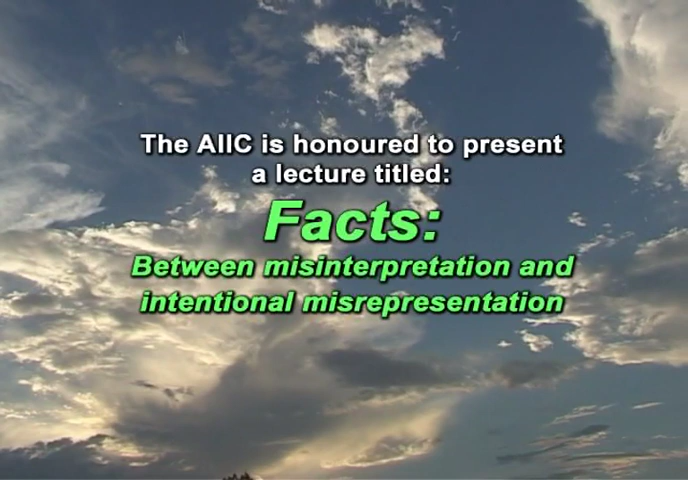 The AIIC is honoured to present
a lecture titled:
Facts:
Between misinterpretation and
intentional misrepresentation